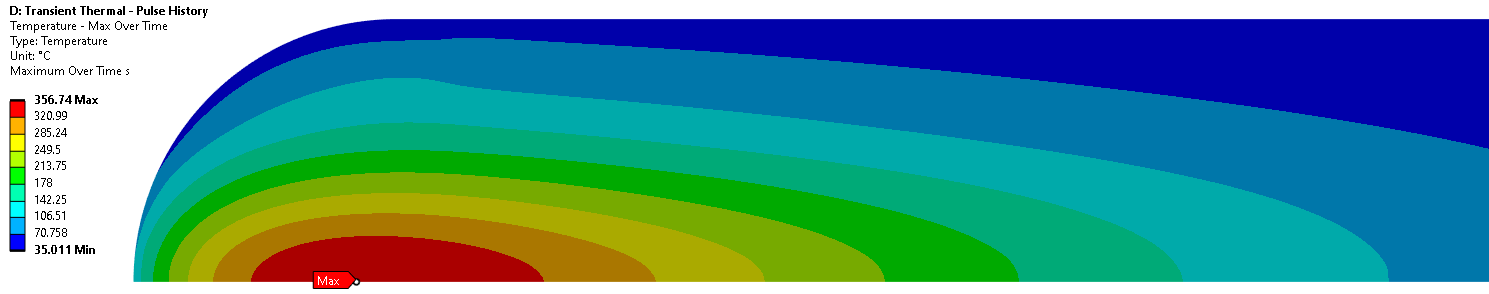 D: Transient Thermal - Pulse History
Temperature - Max Over Time
Type: Temperature
Unit: °C
Maximum Over Time s
356.74 Max
320.99
285.24
249.5
213.75
178
142.25
106.51
70.758
35.011 Min
Max